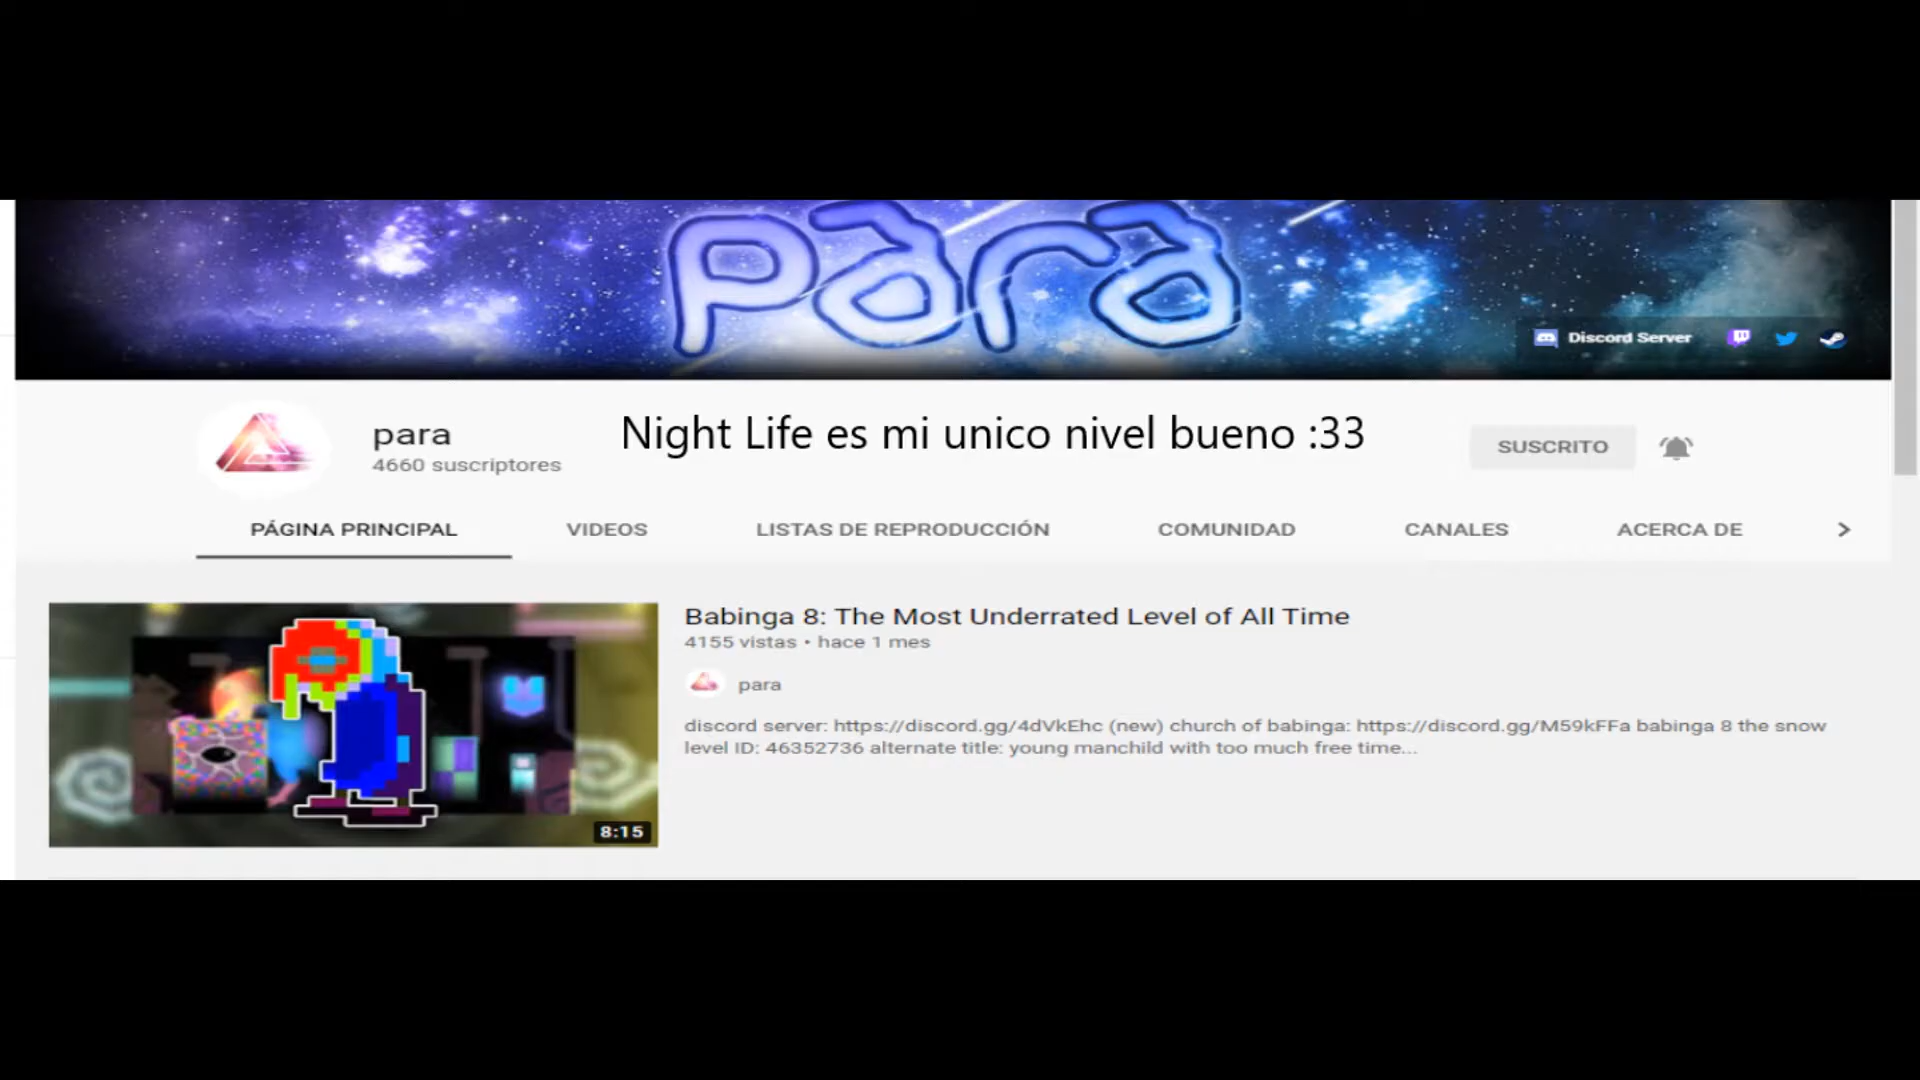 para
Discord Server
para
4660 suscriptores
Night Life es mi unico nivel bueno :33
SUSCRITO
PÁGINA PRINCIPAL
VIDEOS
LISTAS DE REPRODUCCIÓN
COMUNIDAD
CANALES
ACERCA DE
8:15
Babinga 8: The Most Underrated Level of All Time
4155 vistas • hace 1 mes
para
discord server: https://discord.gg/4dVkEhc (new) church of babinga: https://discord.gg/M59kFFa babinga 8 the snow
level ID: 46352736 alternate title: young manchild with too much free time...